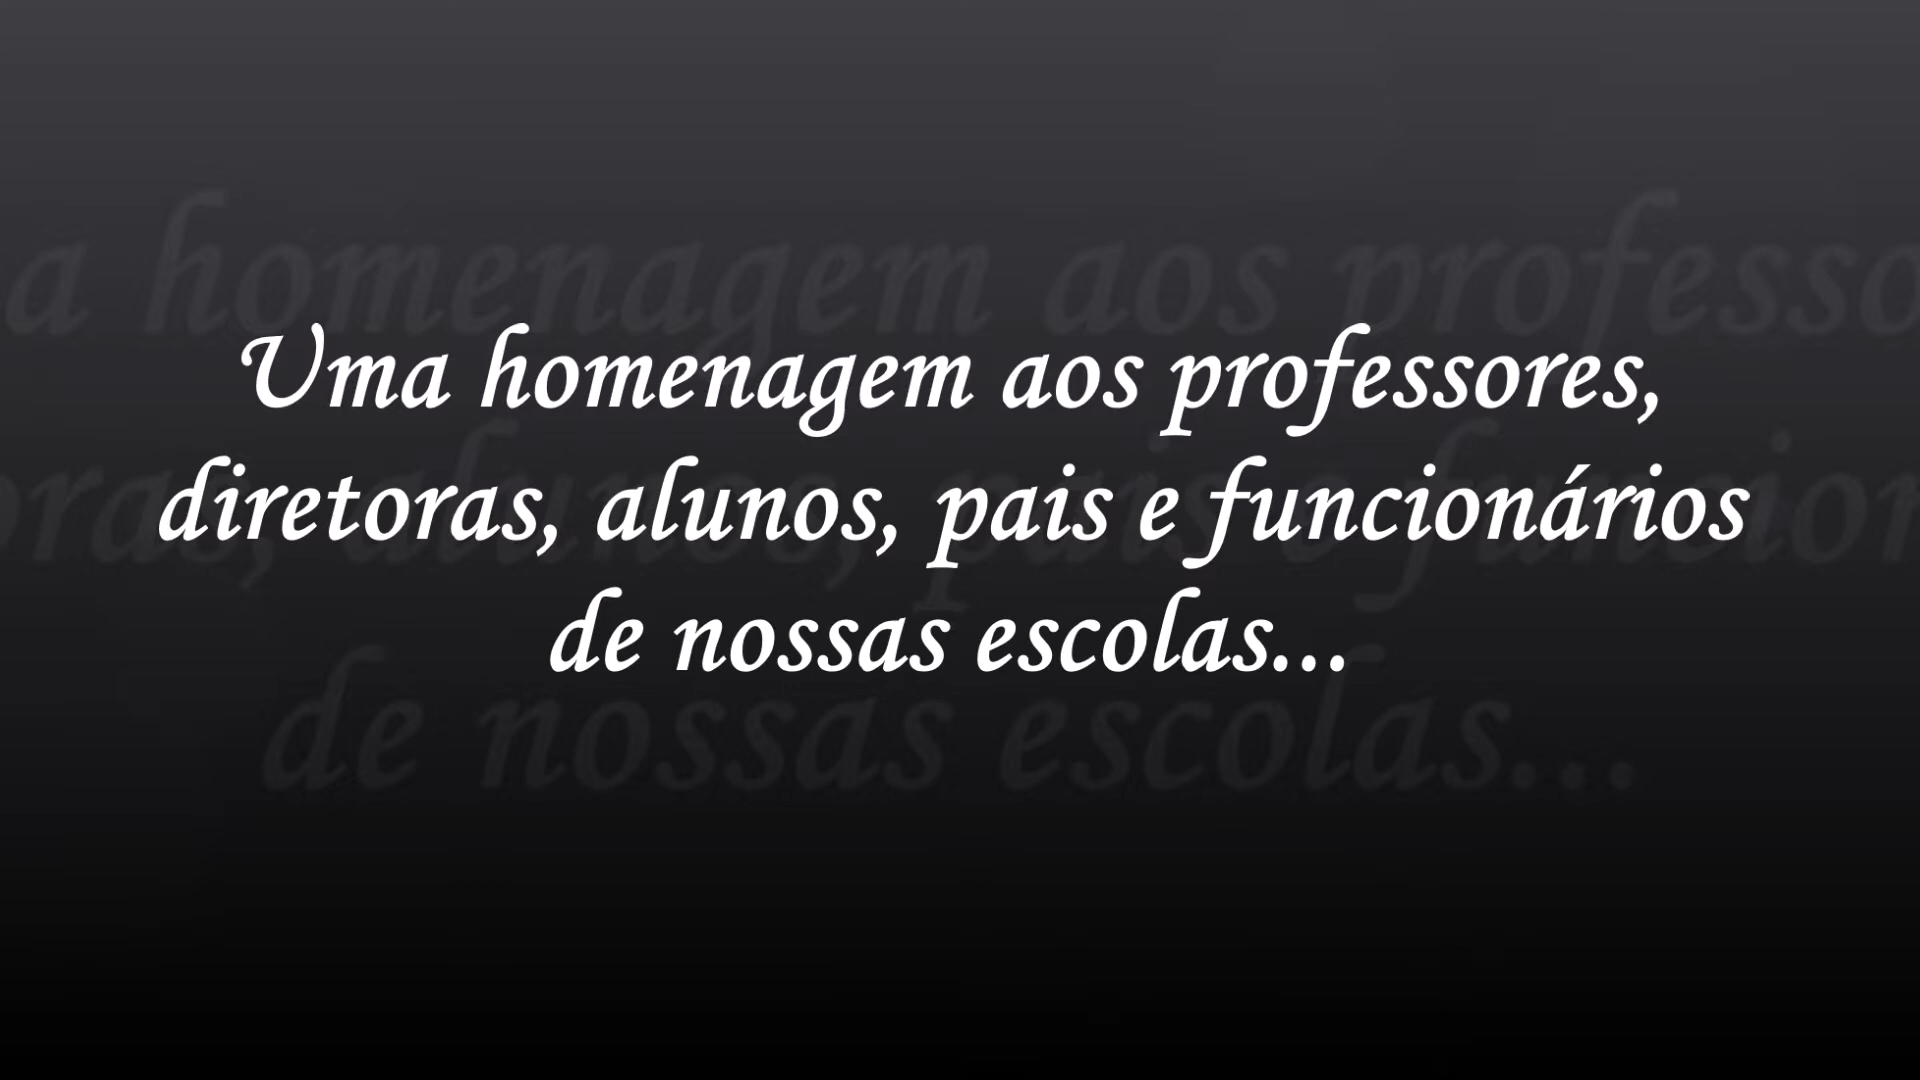 Uma homenagem aos professores,
diretoras, alunos, pais e funcionários
de nossas escolas...